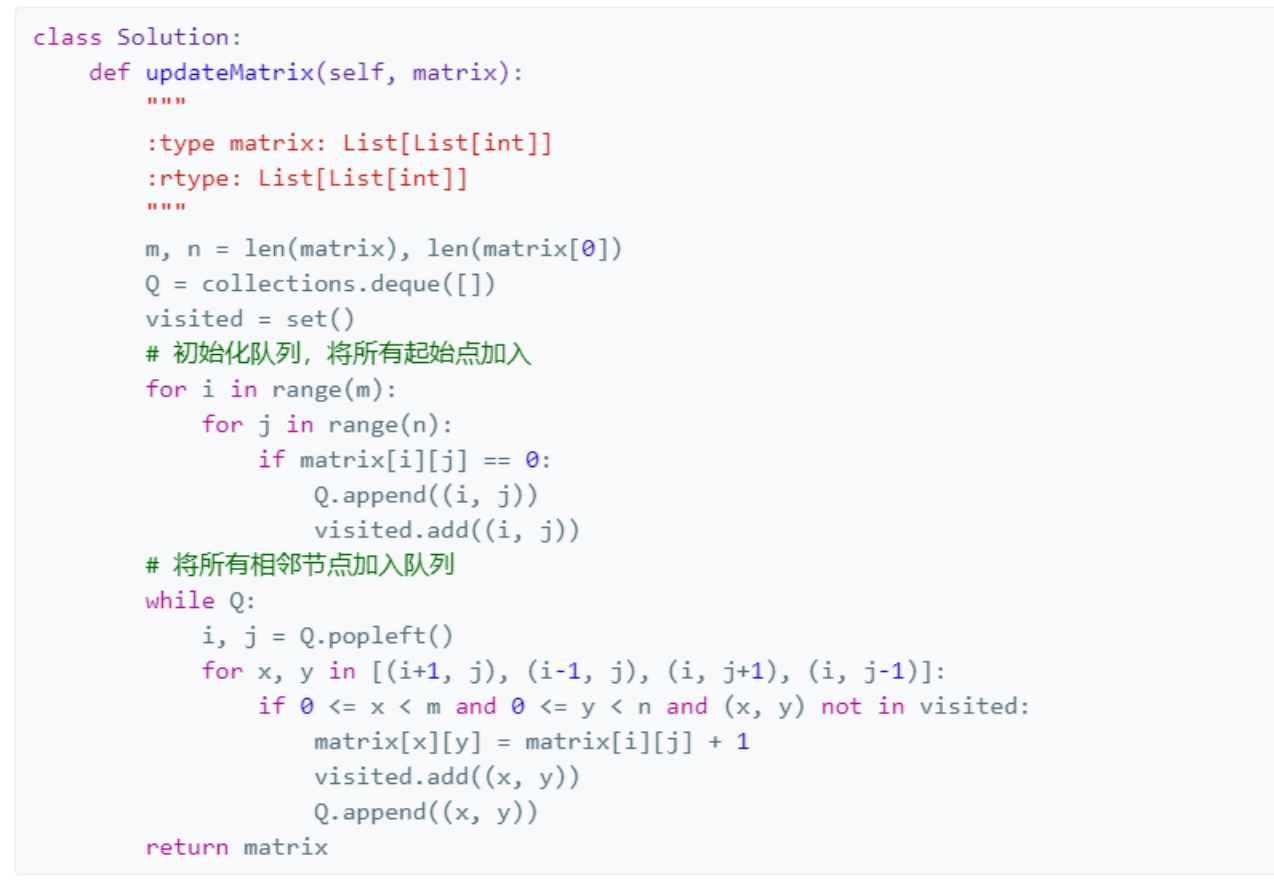 class Solution:
    def updateMatrix(self, matrix):
        """
        :type matrix: List[List[int]]
        :rtype: List[List[int]]
        """
        m, n = len(matrix), len(matrix[0])
        Q = collections.deque([])
        visited = set()
        # 初始化队列，将所有起始点加入
        for i in range(m):
            for j in range(n):
                if matrix[i][j] == 0:
                    Q.append((i, j))
                    visited.add((i, j))
        # 将所有相邻节点加入队列
        while Q:
            i, j = Q.popleft()
            for x, y in [(i+1, j), (i-1, j), (i, j+1), (i, j-1)]:
                if 0 <= x < m and 0 <= y < n and (x, y) not in visited:
                    matrix[x][y] = matrix[i][j] + 1
                    visited.add((x, y))
                    Q.append((x, y))
        return matrix